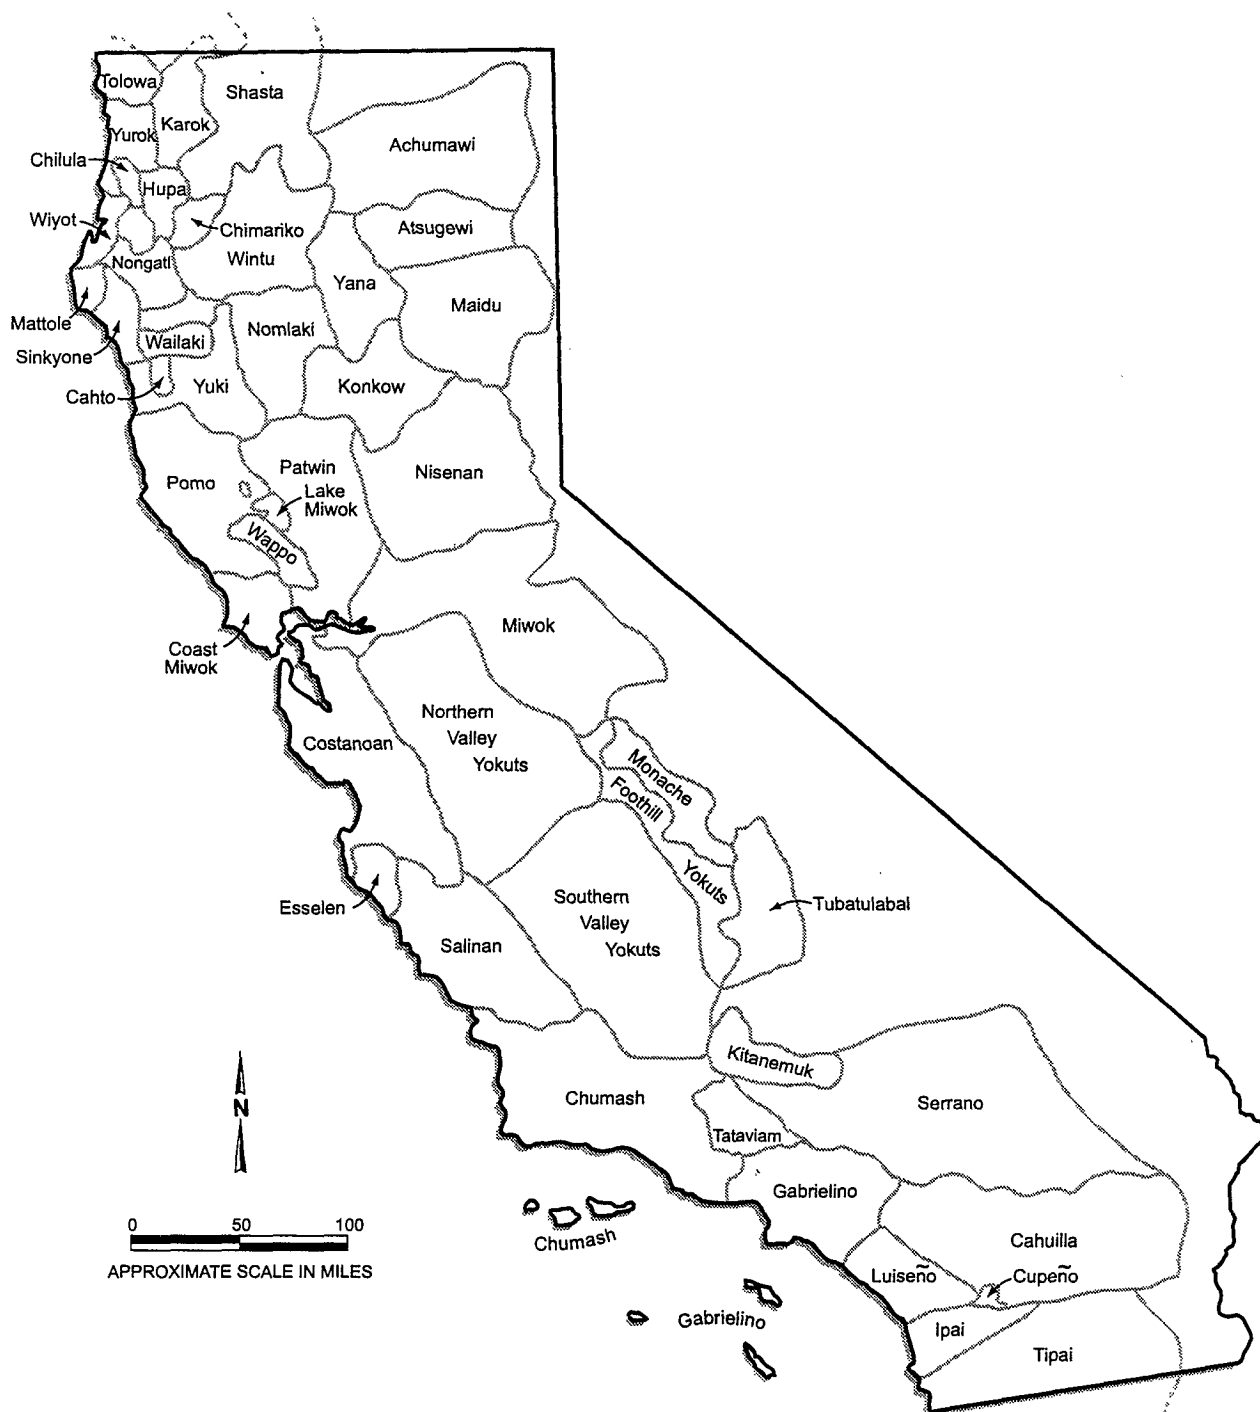 Tolowa
Shasta
Karok
Yurok
Achumawi
Chilula
Hupa
Wiyot
Chimariko
Atsugewi
Nongatl
Wintu
Yana
Maidu
Mattole
Sinkyone
Wailaki
Nomlaki
Cahto
Yuki
Konkow
Pomo
Patwin
Nisenan
Lake
Miwok
Wappo
Coast
Miwok
Miwok
Northern
Valley
Yokuts
Costanoan
Monache
Foothill
Yokuts
Esselen
Salinan
Southern
Valley
Yokuts
Tubatulabal
Kitanemuk
Chumash
Serrano
Tataviam
Gabrielino
Cahuilla
Chumash
Luiseño
Cupeño
Gabrielino
Ipai
Tipai
N
0 50 100
APPROXIMATE SCALE IN MILES